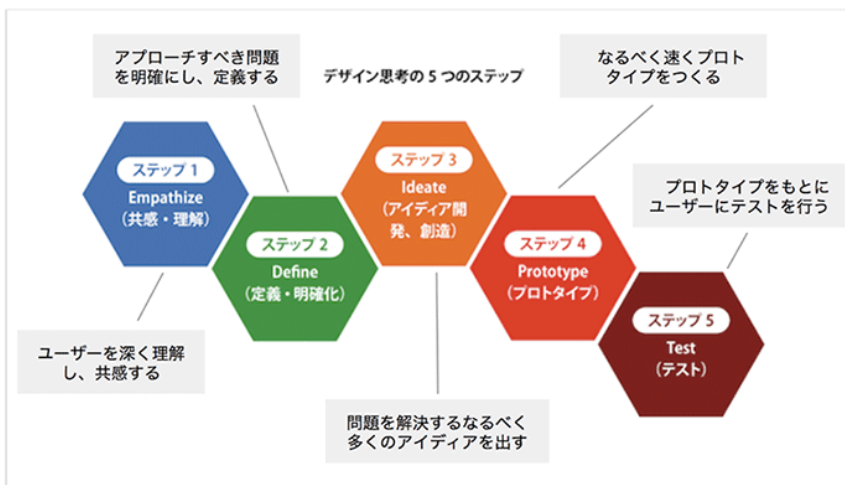 デザイン思考の5つのステップ
アプローチすべき問題
を明確にし、定義する
なるべく速くプロト
タイプをつくる
ステップ 1
Empathize
（共感・理解）
ユーザーを深く理解
し、共感する
ステップ 2
Define
（定義・明確化）
ステップ 3
Ideate
（アイディア開
発、創造）
問題を解決するなるべく
多くのアイディアを出す
ステップ 4
Prototype
（プロトタイプ）
プロトタイプをもとに
ユーザーにテストを行う
ステップ 5
Test
（テスト）